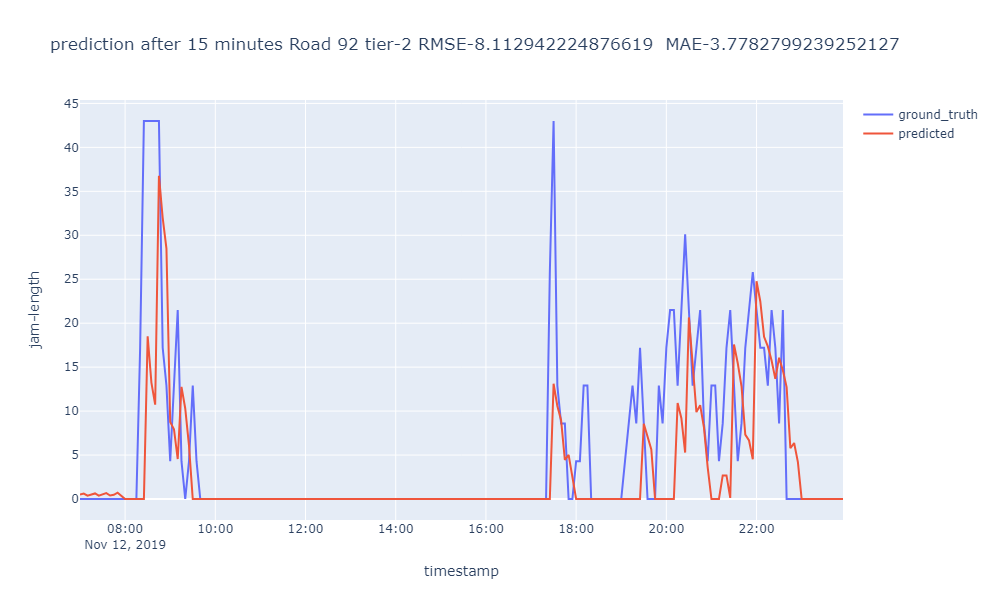 prediction after 15 minutes Road 92 tier-2 RMSE-8.112942224876619  MAE-3.7782799239252127
ground_truth
predicted
45
40
35
30
25
20
15
10
5
0
jam-length
08:00 10:00 12:00 14:00 16:00 18:00 20:00 22:00
Nov 12, 2019
timestamp